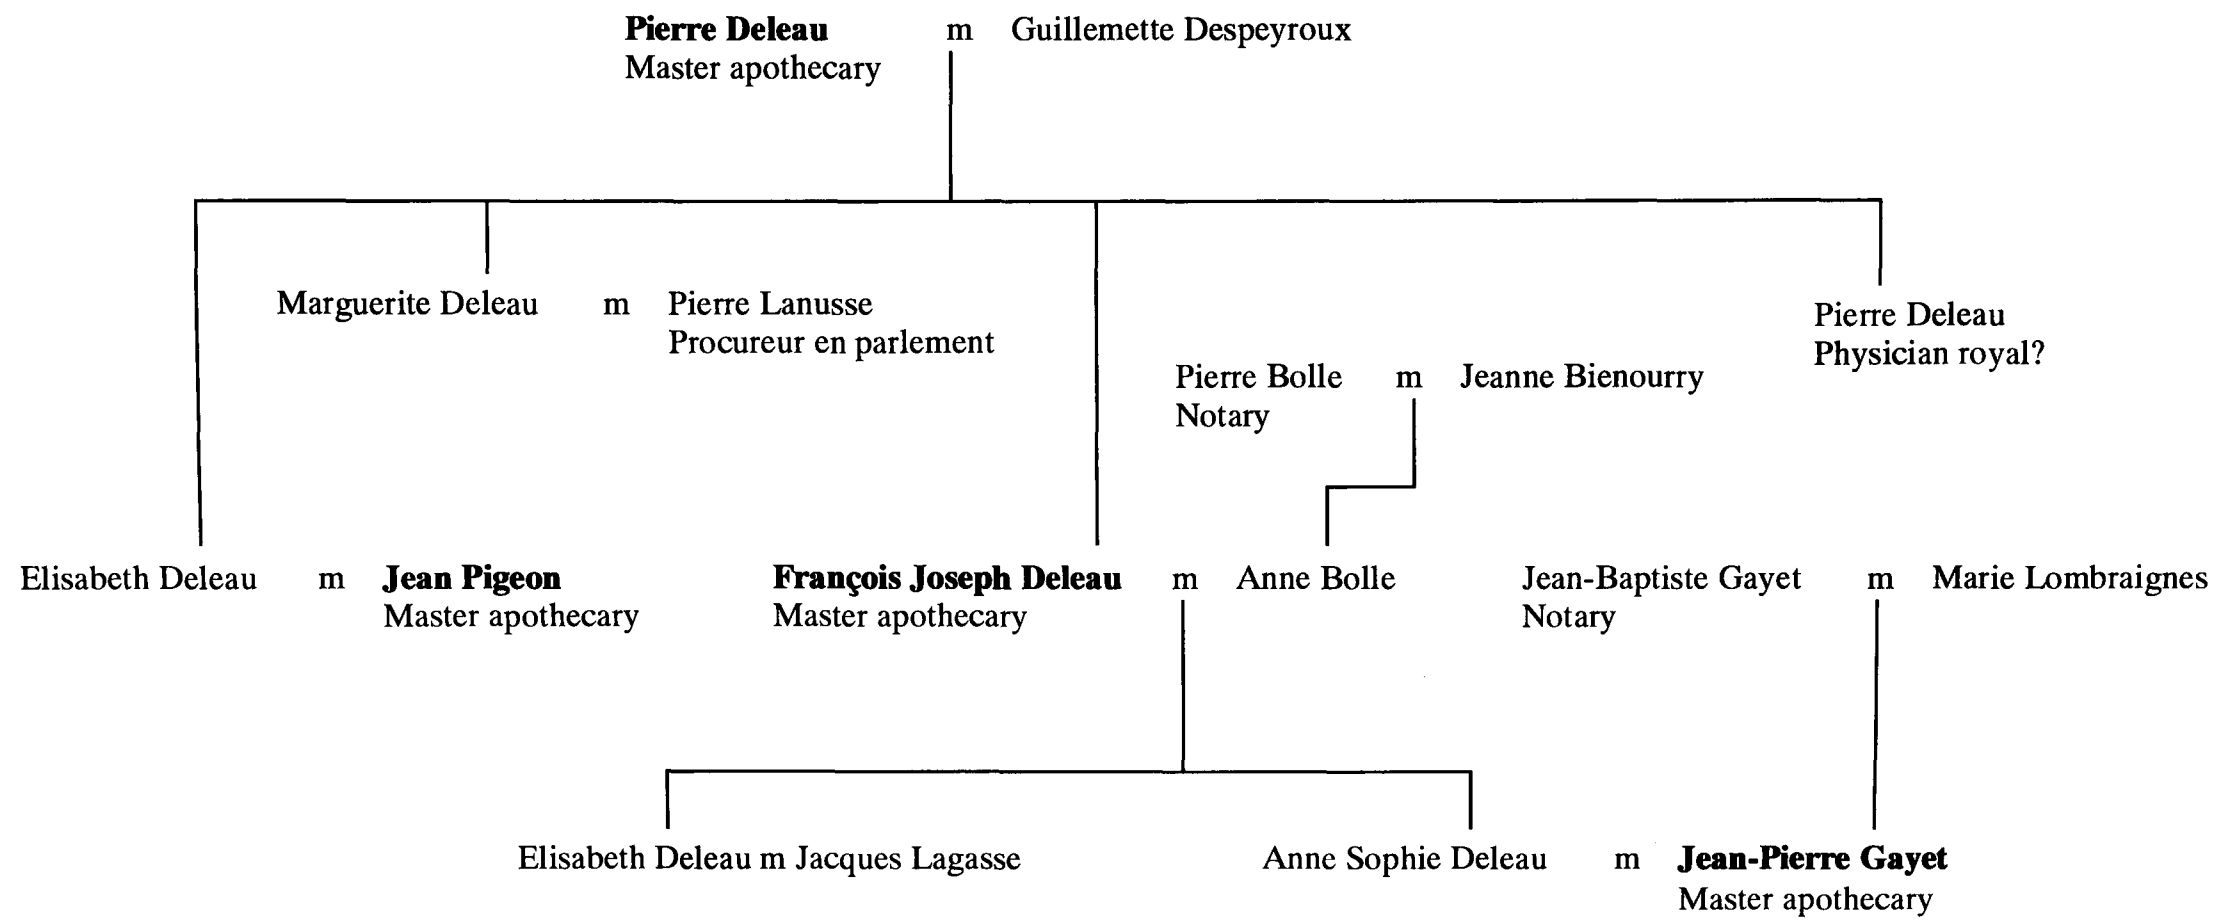 Pierre Deleau m Guillemette Despeyroux
Master apothecary
Marguerite Deleau m Pierre Lanusse
Procureur en parlement
Pierre Deleau
Physician royal?
Pierre Bolle m Jeanne Bienourry
Notary
Elisabeth Deleau m Jean Pigeon
Master apothecary
François Joseph Deleau m Anne Bolle
Master apothecary
Jean-Baptiste Gayet m Marie Lombraignes
Notary
Elisabeth Deleau m Jacques Lagasse
Anne Sophie Deleau m Jean-Pierre Gayet
Master apothecary